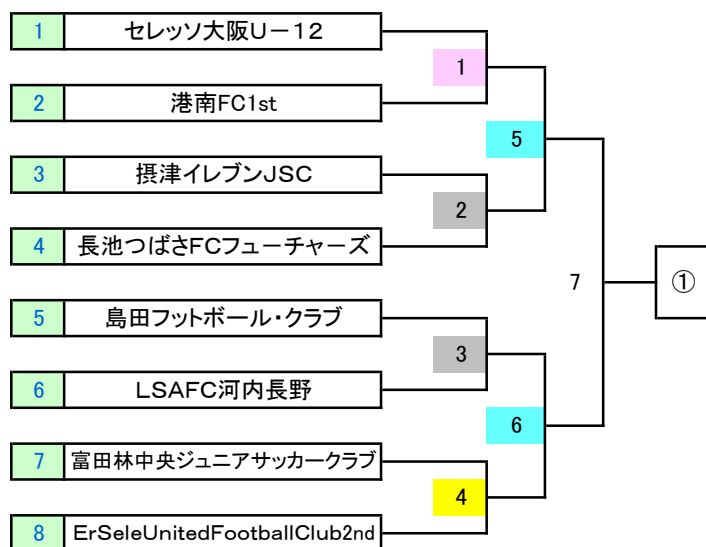 1 セレッソ大阪U－12
1
2 港南FC1st
5
3 摂津イレブンJSC
2
4 長池つばさFCフューチャーズ
7 ①
5 島田フットボール・クラブ
3
6 LSAFC河内長野
6
7 富田林中央ジュニアサッカークラブ
4
8 ErSeleUnitedFootballClub2nd